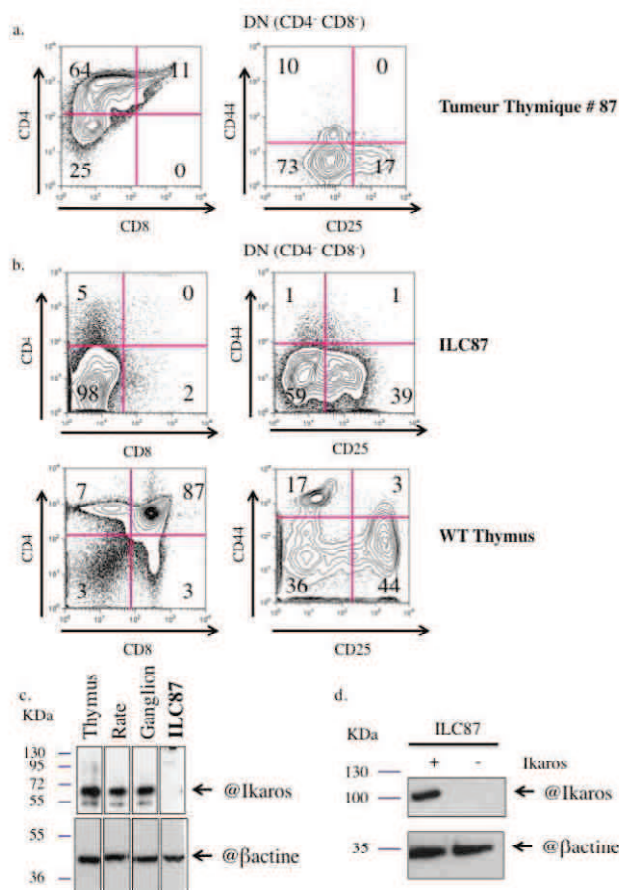 a.
DN (CD4- CD8-)
64
11
25
0
CD4
CD8
10
0
73
17
CD44
CD25
Tumeur Thymique # 87
b.
DN (CD4- CD8-)
5
0
98
2
CD4
CD8
1
1
59
39
CD44
CD25
ILC87
7
87
3
3
CD4
CD8
17
3
36
44
CD44
CD25
WT Thymus
c.
KDa
Thymus
Rate
Ganglion
ILC87
130
95
72
55
@Ikaros
55
36
@βactine
d.
KDa
ILC87
+ - Ikaros
130
100
@Ikaros
35
@βactine